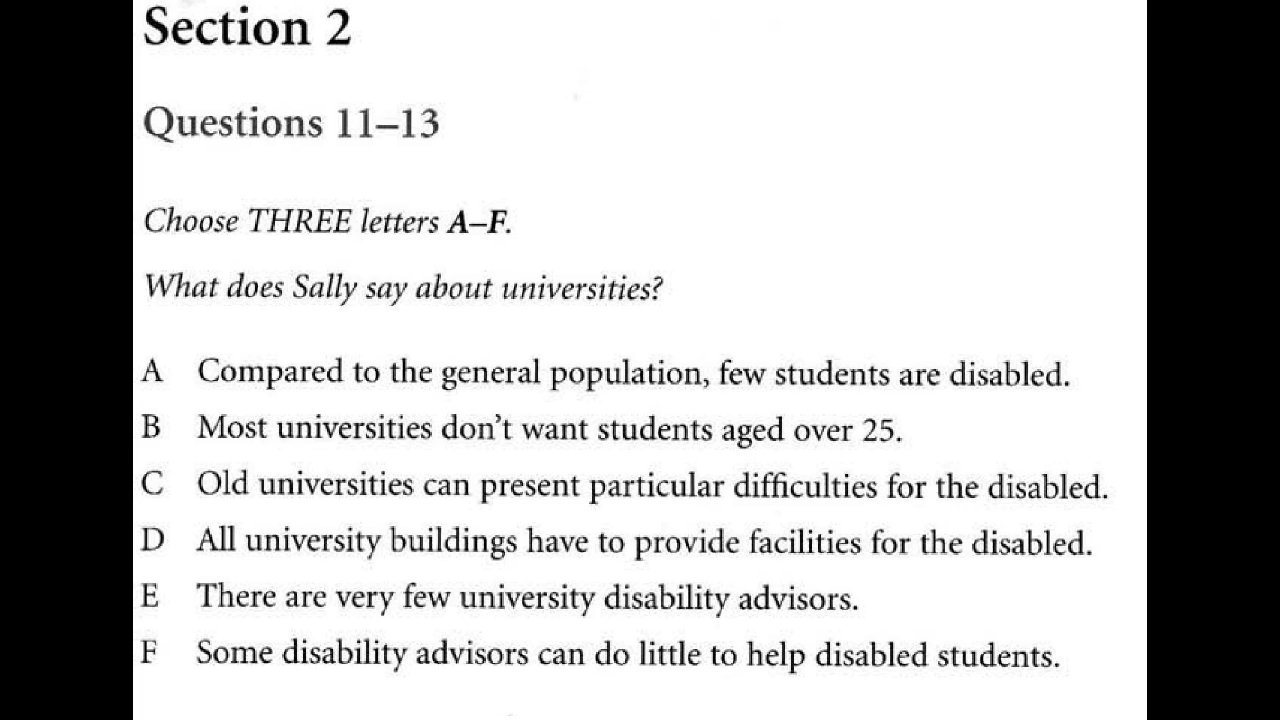 Section 2
Questions 11–13
Choose THREE letters A–F.
What does Sally say about universities?
A Compared to the general population, few students are disabled.
B Most universities don't want students aged over 25.
C Old universities can present particular difficulties for the disabled.
D All university buildings have to provide facilities for the disabled.
E There are very few university disability advisors.
F Some disability advisors can do little to help disabled students.